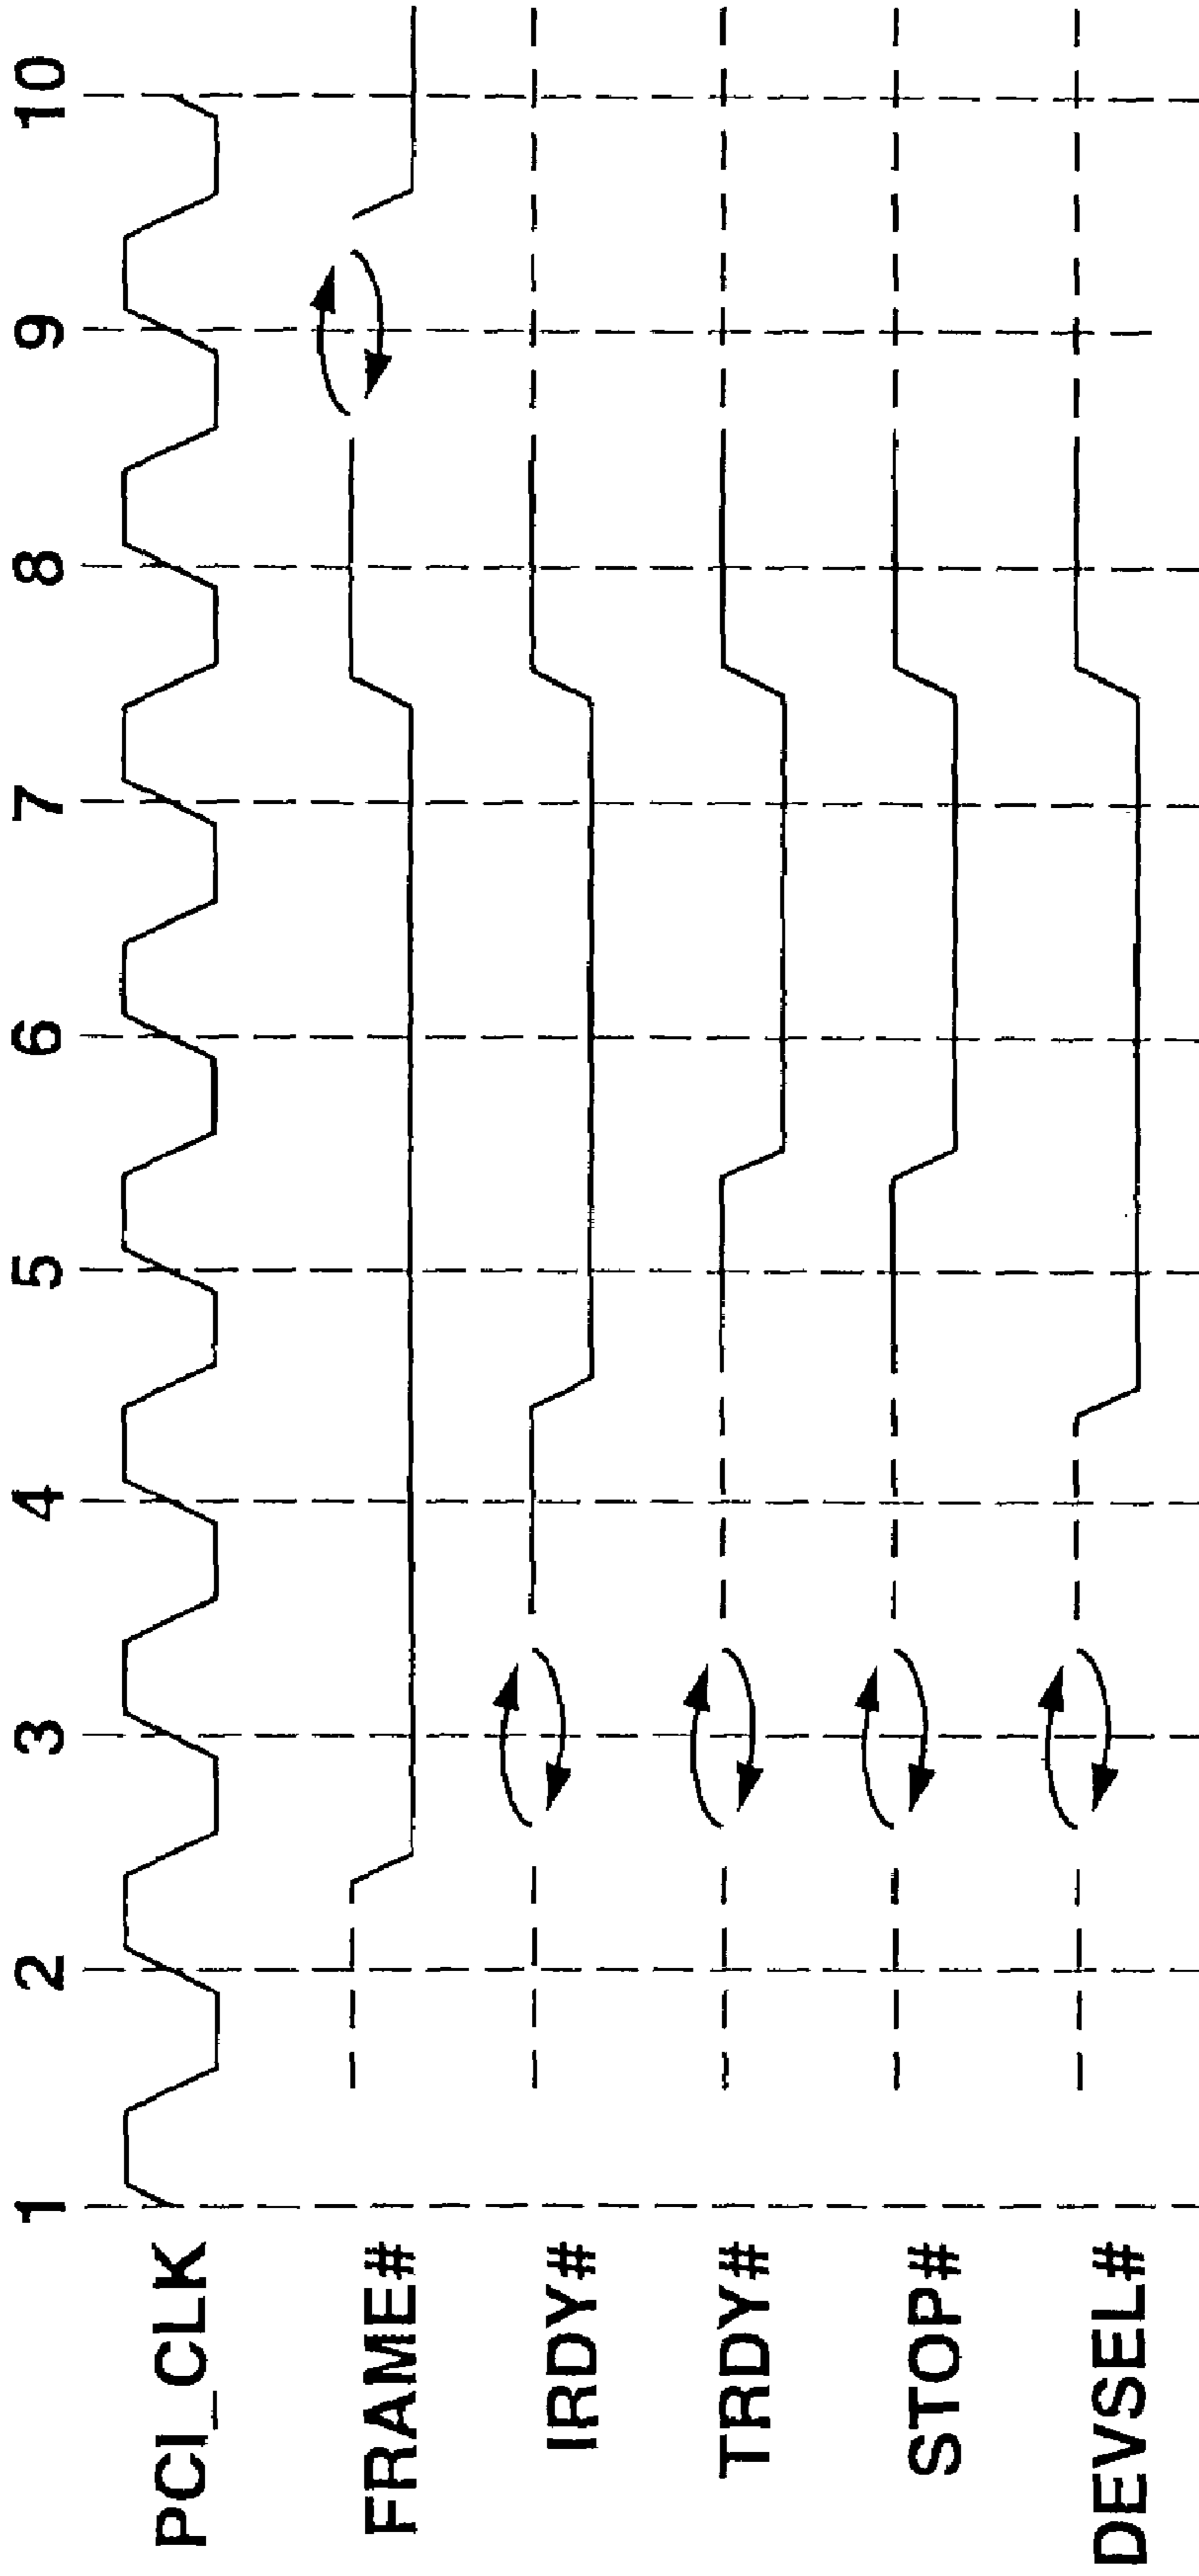 1 2 3 4 5 6 7 8 9 10
PCI_CLK
FRAME#
IRDY#
TRDY#
STOP#
DEVSEL#